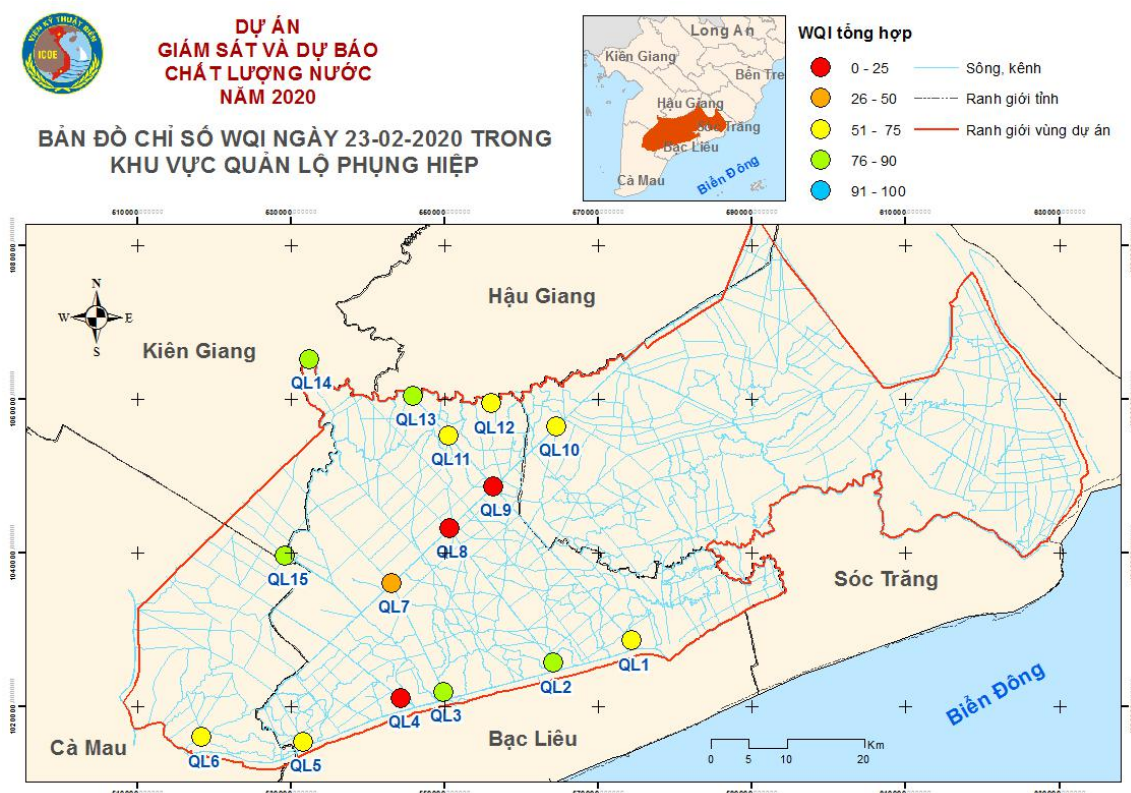 VIỆN KỸ THUẬT BIỂN
ICOE
DỰ ÁN
GIÁM SÁT VÀ DỰ BÁO
CHẤT LƯỢNG NƯỚC
NĂM 2020
BẢN ĐỒ CHỈ SỐ WQI NGÀY 23-02-2020 TRONG
KHU VỰC QUẢN LỘ PHỤNG HIỆP
Long An
Kiên Giang
Bến Tre
Hậu Giang
Sóc Trăng
Bạc Liêu
Cà Mau
Biển Đông
WQI tổng hợp
0 - 25
26 - 50
51 - 75
76 - 90
91 - 100
Sông, kênh
Ranh giới tỉnh
Ranh giới vùng dự án
N
W
E
S
Hậu Giang
Kiên Giang
QL14
QL13
QL12
QL11
QL10
QL9
QL8
QL15
QL7
Sóc Trăng
QL1
QL2
QL3
QL4
QL5
QL6
Cà Mau
Bạc Liêu
Biển Đông
0 5 10 20
Km